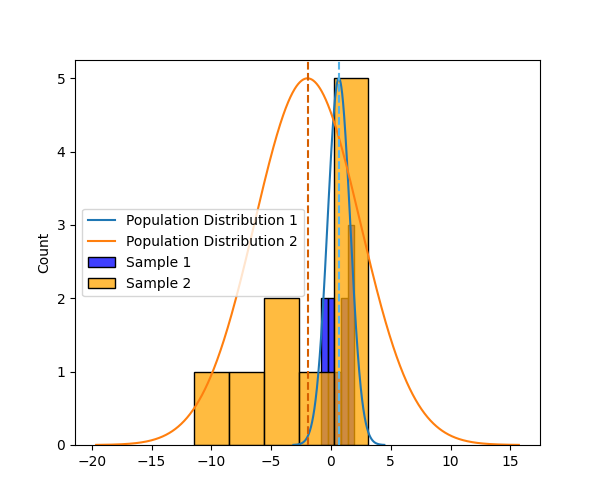 5
4
3
2
1
0
Count
Population Distribution 1
Population Distribution 2
Sample 1
Sample 2
−20 −15 −10 −5 0 5 10 15